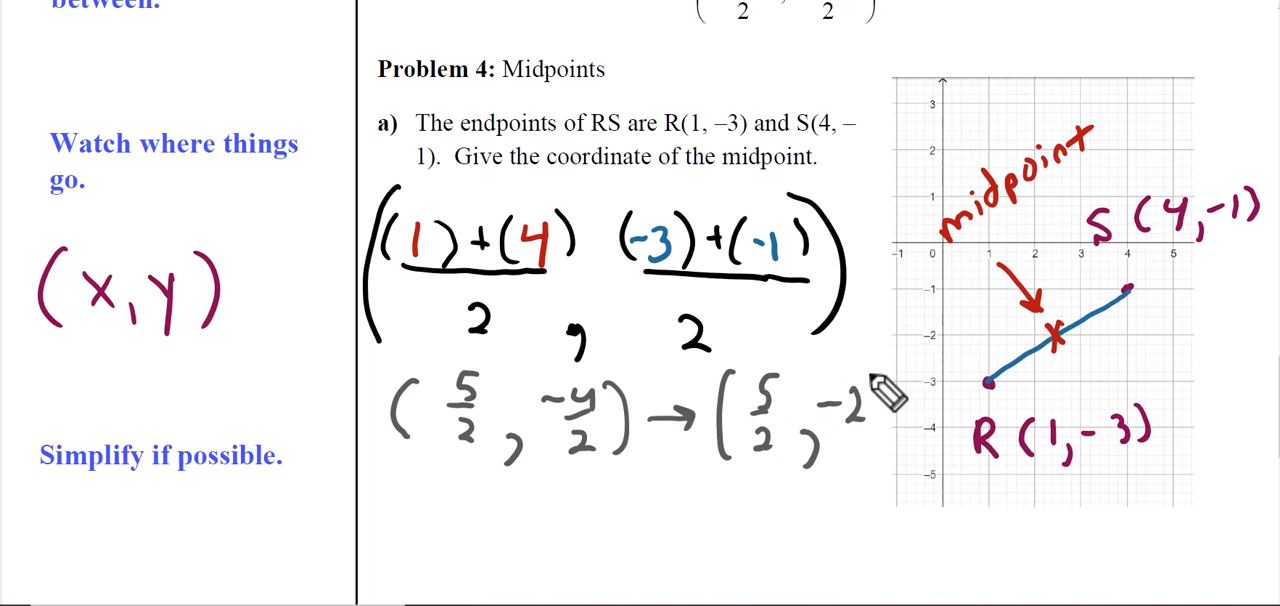 between.
( 2 , 2 )
Problem 4: Midpoints
a) The endpoints of RS are R(1, –3) and S(4, –
1). Give the coordinate of the midpoint.
Watch where things
go.
(x, y)
((1)+(4) (-3)+(-1))
2 , 2
(5/2, -4/2) → (5/2, -2
Simplify if possible.
3
2
1
-1 0 1 2 3 4 5
-1
-2
-3
-4
-5
midpoint
S (4, -1)
R (1, -3)